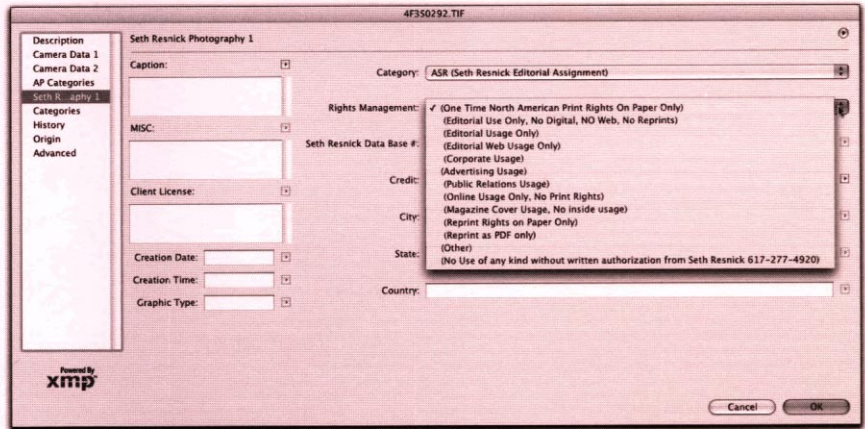 4F3S0292.TIF
Description
Camera Data 1
Camera Data 2
AP Categories
Seth R...aphy 1
Categories
History
Origin
Advanced
Powered By
xmp
Seth Resnick Photography 1
Caption:
MISC:
Client License:
Creation Date:
Creation Time:
Graphic Type:
Category: ASR (Seth Resnick Editorial Assignment)
Rights Management: ✓ (One Time North American Print Rights On Paper Only)
(Editorial Use Only, No Digital, NO Web, No Reprints)
Seth Resnick Data Base #:
(Editorial Usage Only)
(Editorial Web Usage Only)
(Corporate Usage)
Credit:
(Advertising Usage)
(Public Relations Usage)
(Online Usage Only, No Print Rights)
City:
(Magazine Cover Usage, No inside usage)
(Reprint Rights on Paper Only)
(Reprint as PDF only)
State:
(Other)
(No Use of any kind without written authorization from Seth Resnick 617-277-4920)
Country:
Cancel
OK